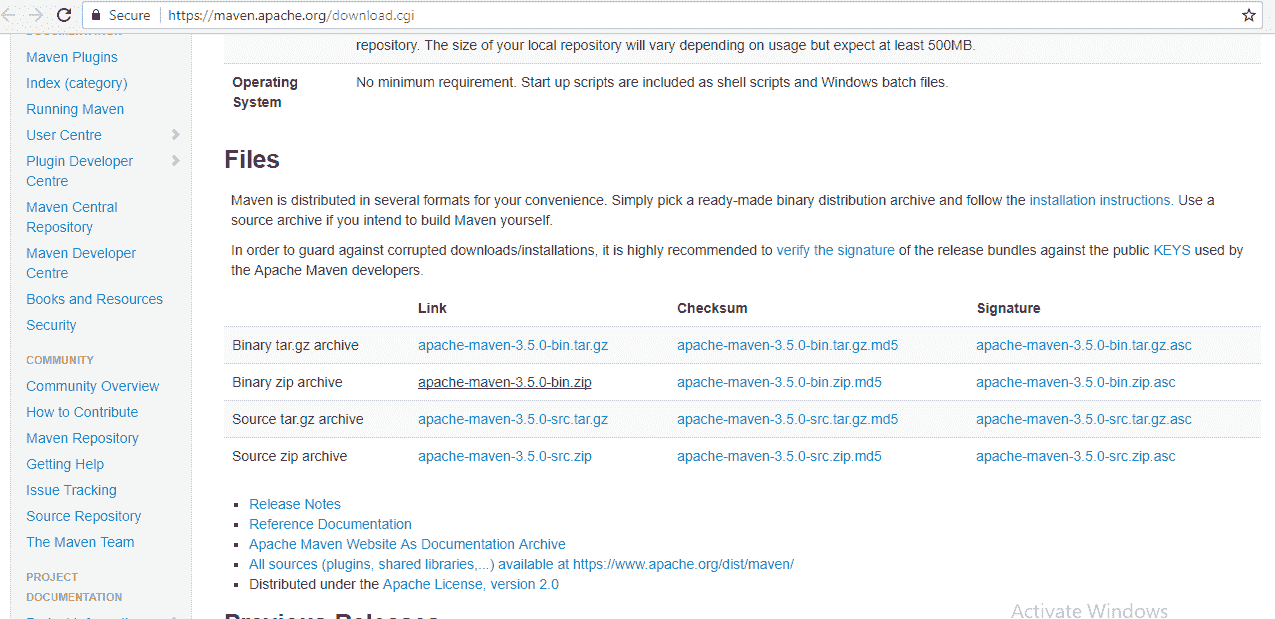 Secure https://maven.apache.org/download.cgi
Maven Plugins
Index (category)
Running Maven
User Centre
Plugin Developer
Centre
Maven Central
Repository
Maven Developer
Centre
Books and Resources
Security
COMMUNITY
Community Overview
How to Contribute
Maven Repository
Getting Help
Issue Tracking
Source Repository
The Maven Team
PROJECT
DOCUMENTATION
repository. The size of your local repository will vary depending on usage but expect at least 500MB.
Operating System No minimum requirement. Start up scripts are included as shell scripts and Windows batch files.
Files
Maven is distributed in several formats for your convenience. Simply pick a ready-made binary distribution archive and follow the installation instructions. Use a
source archive if you intend to build Maven yourself.
In order to guard against corrupted downloads/installations, it is highly recommended to verify the signature of the release bundles against the public KEYS used by
the Apache Maven developers.
Link Checksum Signature
Binary tar.gz archive apache-maven-3.5.0-bin.tar.gz apache-maven-3.5.0-bin.tar.gz.md5 apache-maven-3.5.0-bin.tar.gz.asc
Binary zip archive apache-maven-3.5.0-bin.zip apache-maven-3.5.0-bin.zip.md5 apache-maven-3.5.0-bin.zip.asc
Source tar.gz archive apache-maven-3.5.0-src.tar.gz apache-maven-3.5.0-src.tar.gz.md5 apache-maven-3.5.0-src.tar.gz.asc
Source zip archive apache-maven-3.5.0-src.zip apache-maven-3.5.0-src.zip.md5 apache-maven-3.5.0-src.zip.asc
Release Notes
Reference Documentation
Apache Maven Website As Documentation Archive
All sources (plugins, shared libraries,...) available at https://www.apache.org/dist/maven/
Distributed under the Apache License, version 2.0
Previous Releases
Activate Windows